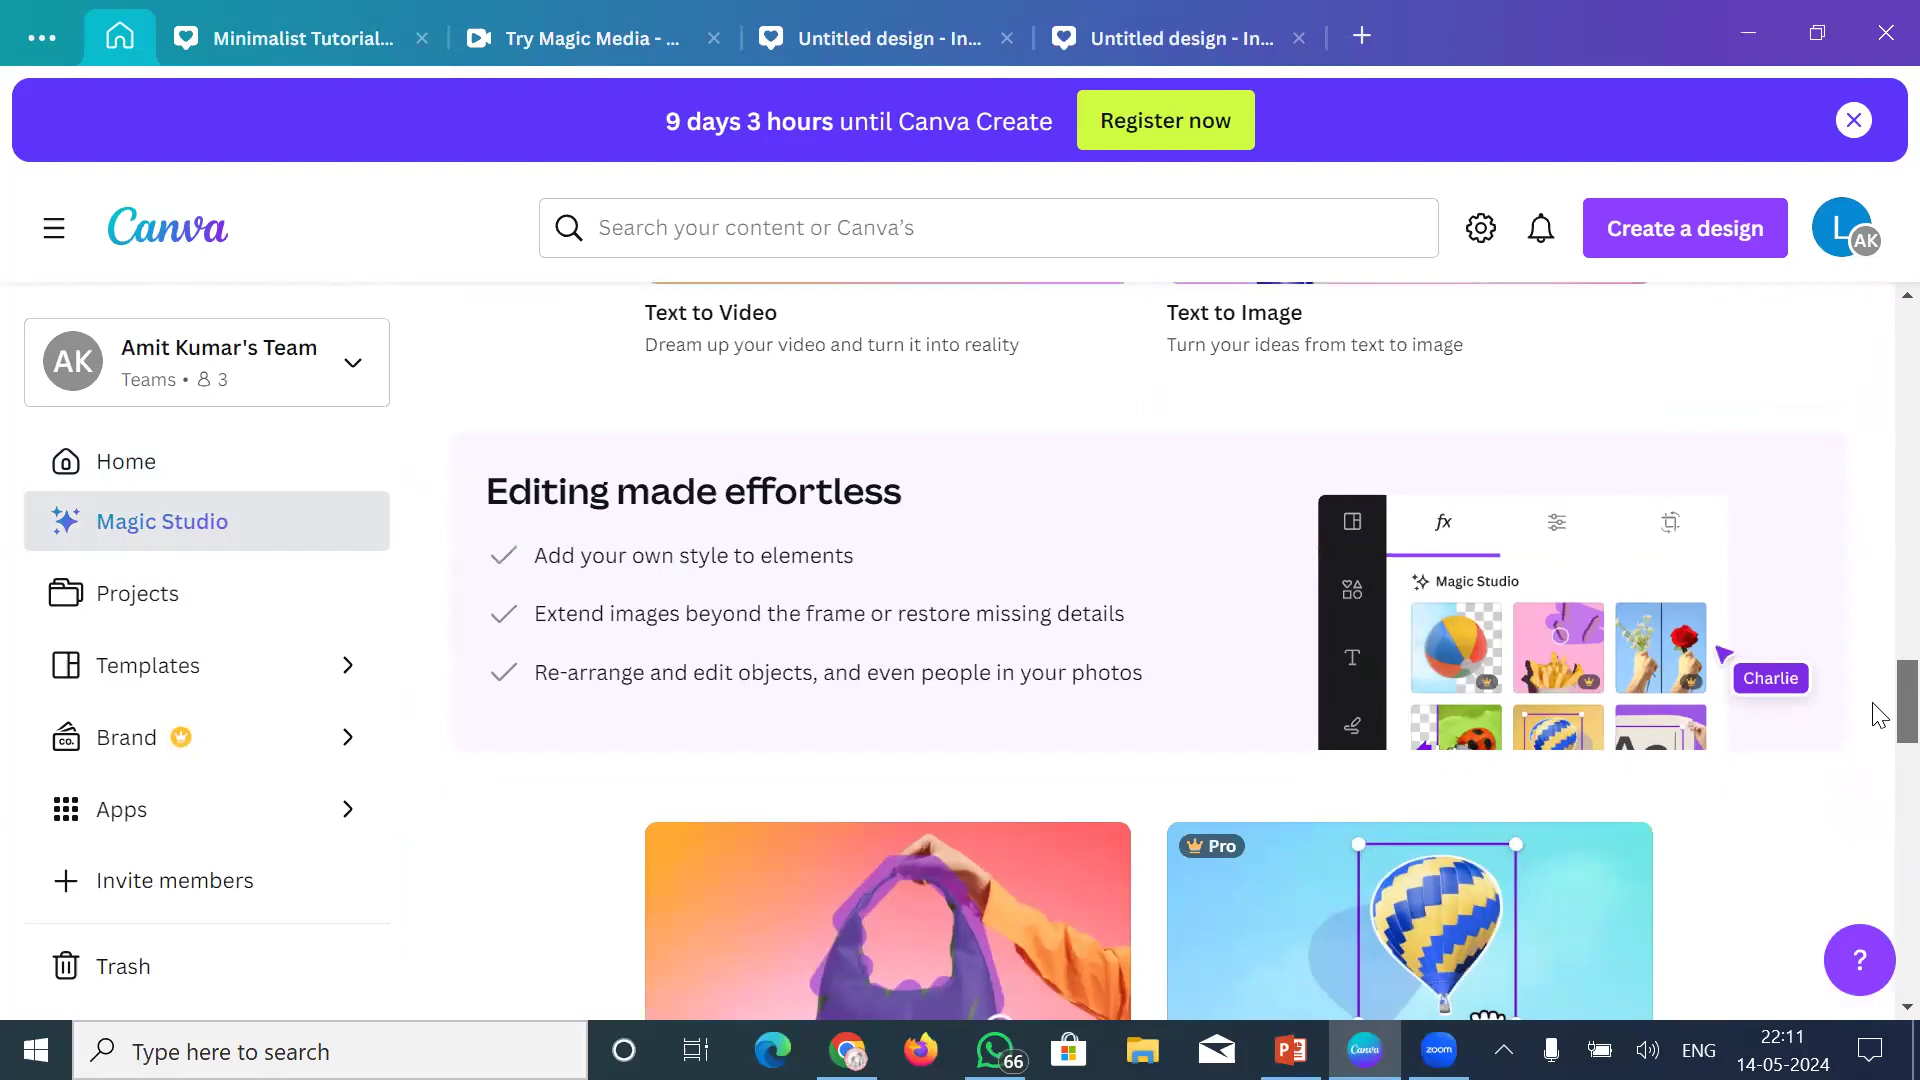 Minimalist Tutorial...
Try Magic Media - ...
Untitled design - In...
Untitled design - In...
9 days 3 hours until Canva Create
Register now
Canva
Search your content or Canva's
Create a design
L
AK
AK
Amit Kumar's Team
Teams • 3
Home
Magic Studio
Projects
Templates
Brand
CO.
Apps
Invite members
Trash
Text to Video
Dream up your video and turn it into reality
Text to Image
Turn your ideas from text to image
Editing made effortless
Add your own style to elements
Extend images beyond the frame or restore missing details
Re-arrange and edit objects, and even people in your photos
fx
Magic Studio
T
Charlie
Pro
?
Type here to search
66
Canva
zoom
ENG
22:11
14-05-2024